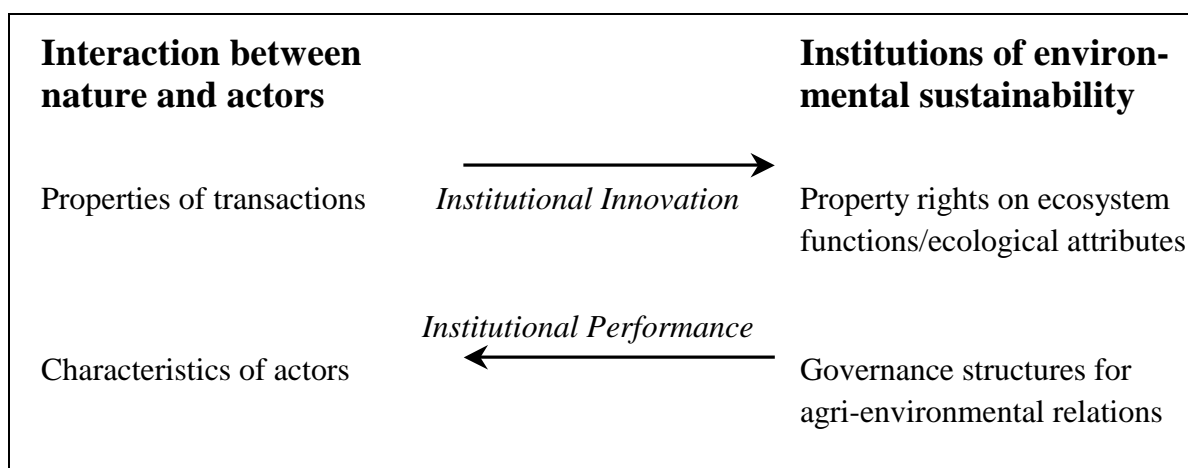 Interaction between
nature and actors
Institutions of environ-
mental sustainability
Properties of transactions
Institutional Innovation
Property rights on ecosystem
functions/ecological attributes
Institutional Performance
Characteristics of actors
Governance structures for
agri-environmental relations